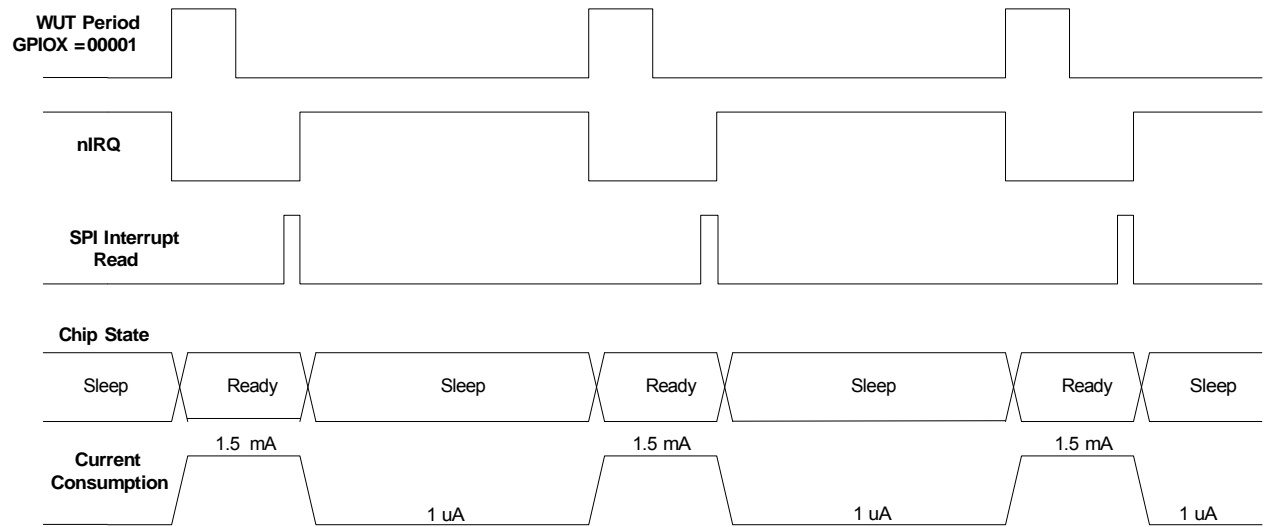 WUT Period
GPIOX =00001
nIRQ
SPI Interrupt
Read
Chip State
Sleep Ready Sleep Ready Sleep Ready Sleep
1.5 mA 1.5 mA 1.5 mA
Current
Consumption
1 uA 1 uA 1 uA